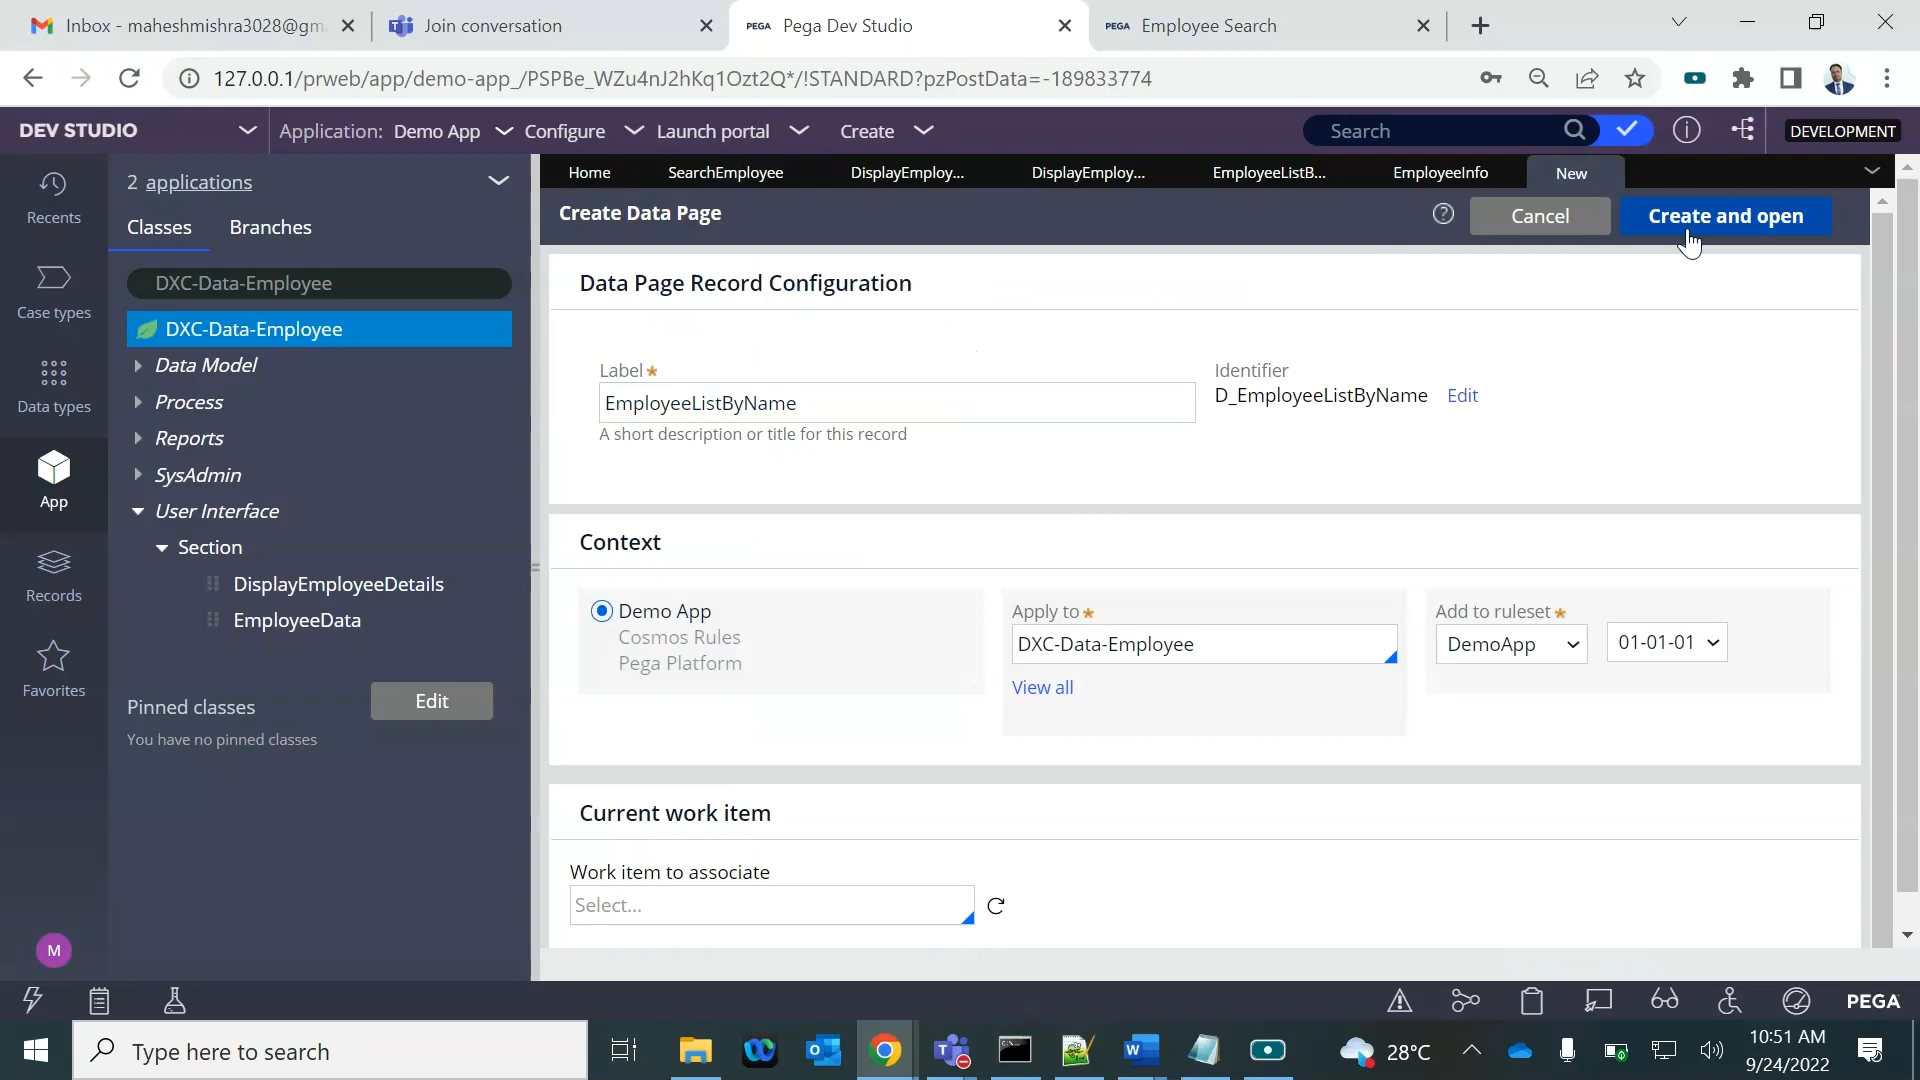 Inbox - maheshmishra3028@gm
Join conversation
PEGA Pega Dev Studio
PEGA Employee Search
127.0.0.1/prweb/app/demo-app_/PSPBe_WZu4nJ2hKq1Ozt2Q*/!STANDARD?pzPostData=-189833774
DEV STUDIO
Application: Demo App
Configure
Launch portal
Create
Search
DEVELOPMENT
Recents
Case types
Data types
App
Records
Favorites
M
2 applications
Classes
Branches
DXC-Data-Employee
DXC-Data-Employee
Data Model
Process
Reports
SysAdmin
User Interface
Section
DisplayEmployeeDetails
EmployeeData
Pinned classes
Edit
You have no pinned classes
Home
SearchEmployee
DisplayEmploy...
DisplayEmploy...
EmployeeListB...
EmployeeInfo
New
Create Data Page
Cancel
Create and open
Data Page Record Configuration
Label
EmployeeListByName
A short description or title for this record
Identifier
D_EmployeeListByName Edit
Context
Demo App
Cosmos Rules
Pega Platform
Apply to
DXC-Data-Employee
View all
Add to ruleset
DemoApp
01-01-01
Current work item
Work item to associate
Select...
PEGA
Type here to search
28°C
10:51 AM
9/24/2022